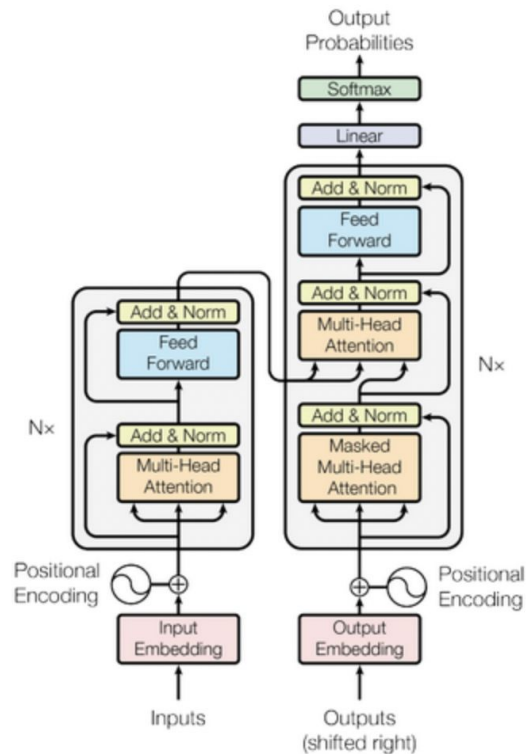 Output
Probabilities
Softmax
Linear
Add & Norm
Feed
Forward
Add & Norm
Multi-Head
Attention
Add & Norm
Masked
Multi-Head
Attention
N×
Add & Norm
Feed
Forward
N×
Add & Norm
Multi-Head
Attention
Positional
Encoding
Positional
Encoding
Input
Embedding
Output
Embedding
Inputs
Outputs
(shifted right)